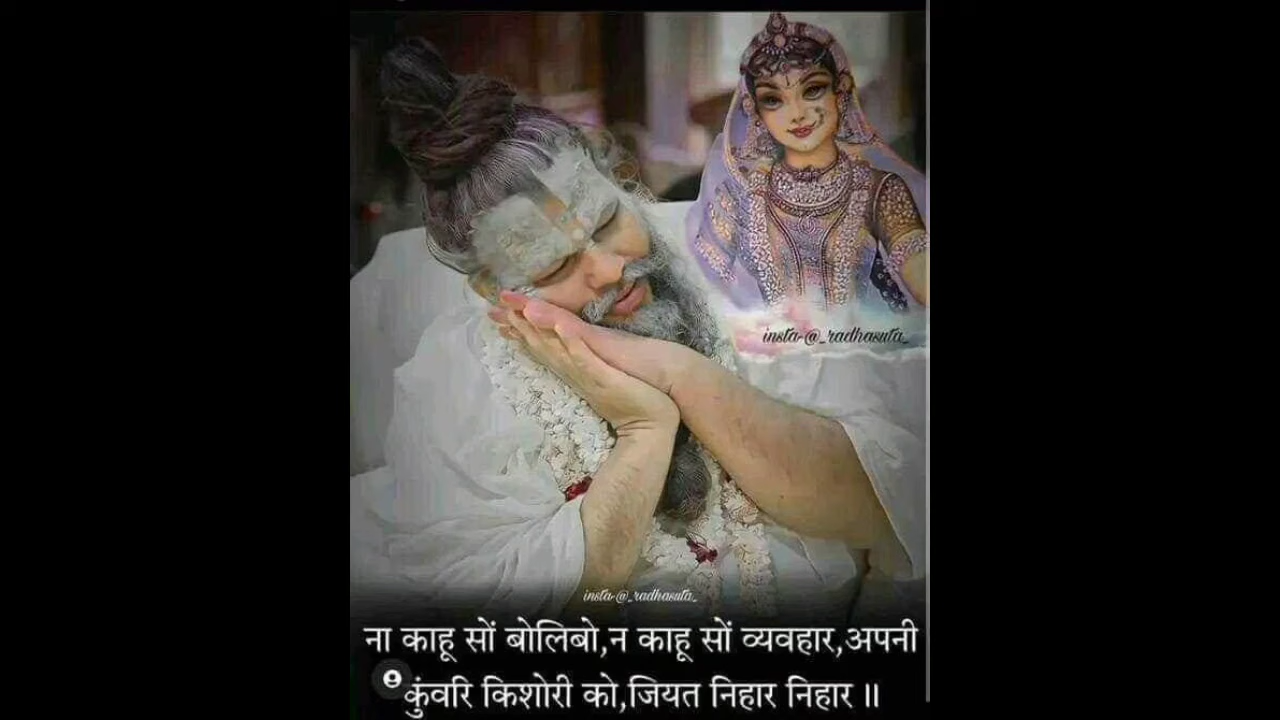 insta-@_radhasuta_
insta-@_radhasuta_
ना काहू सों बोलिबो,न काहू सों व्यवहार,अपनी
कुंवरि किशोरी को,जियत निहार निहार ॥